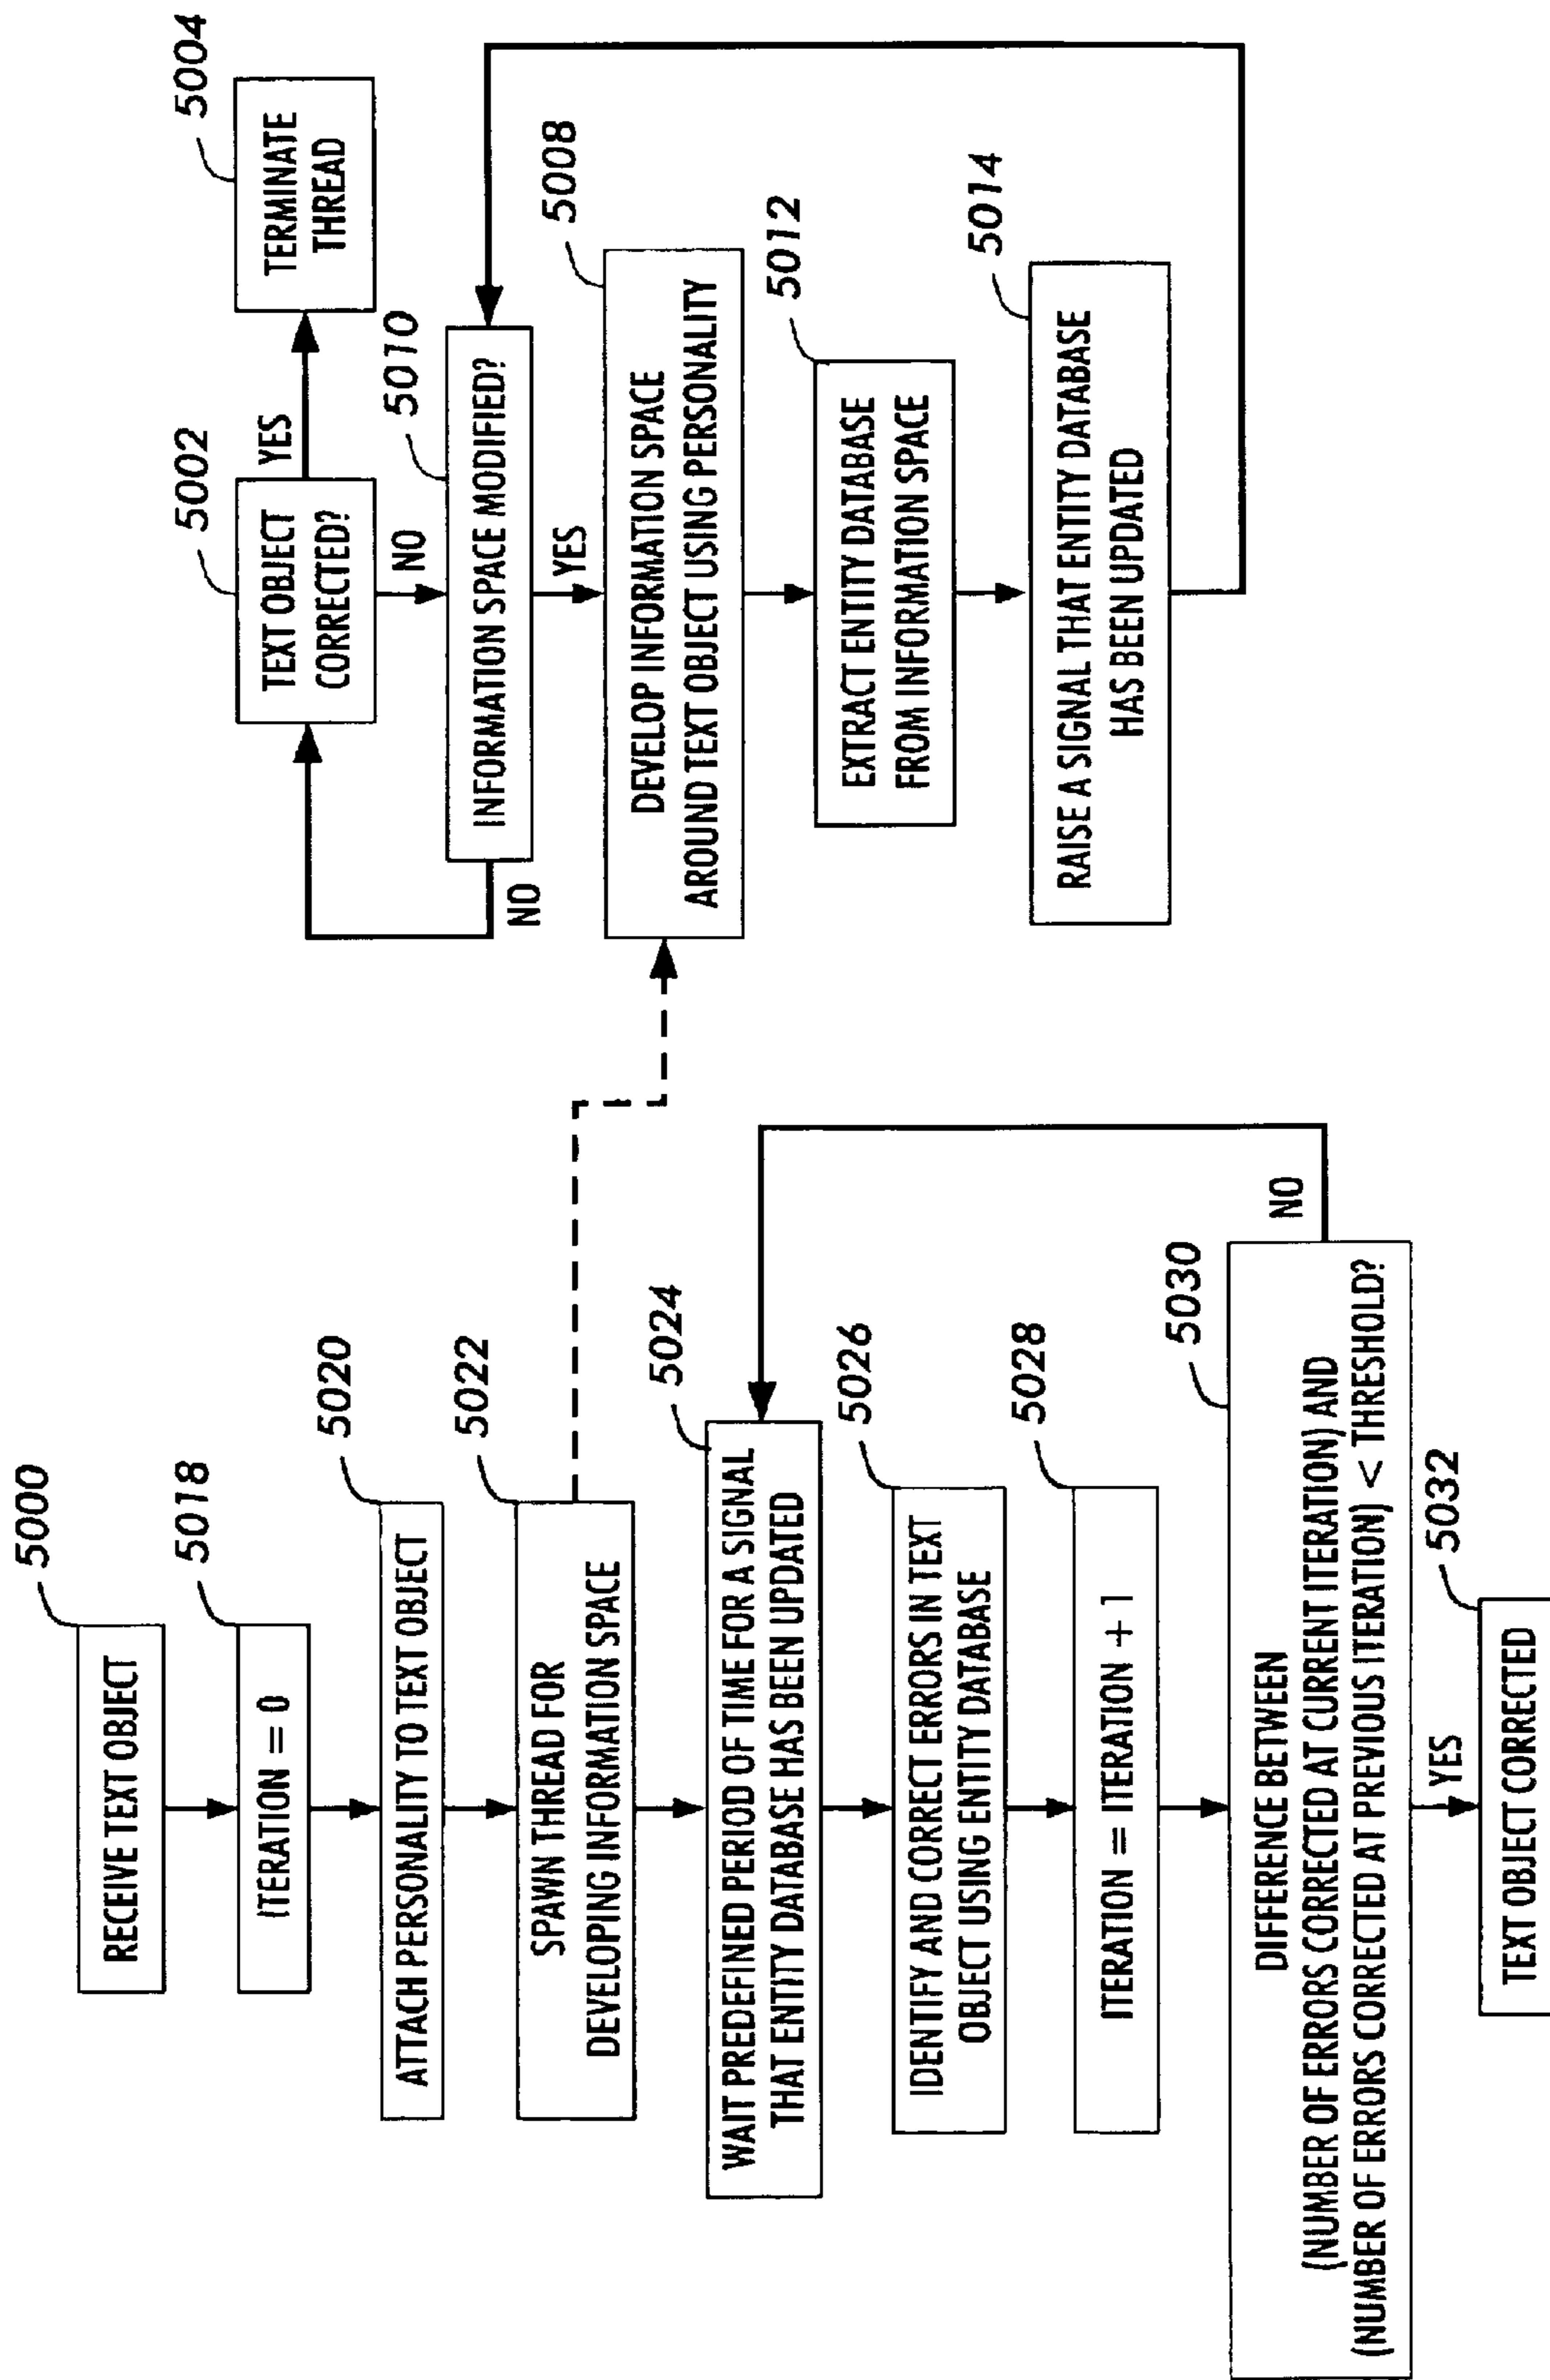 5000
RECEIVE TEXT OBJECT
5018
ITERATION = 0
5020
ATTACH PERSONALITY TO TEXT OBJECT
5022
SPAWN THREAD FOR
DEVELOPING INFORMATION SPACE
5024
WAIT PREDEFINED PERIOD OF TIME FOR A SIGNAL
THAT ENTITY DATABASE HAS BEEN UPDATED
5026
IDENTIFY AND CORRECT ERRORS IN TEXT
OBJECT USING ENTITY DATABASE
5028
ITERATION = ITERATION + 1
5030
DIFFERENCE BETWEEN
(NUMBER OF ERRORS CORRECTED AT CURRENT ITERATION) AND
(NUMBER OF ERRORS CORRECTED AT PREVIOUS ITERATION) < THRESHOLD?
NO
YES
5032
TEXT OBJECT CORRECTED
5002
TEXT OBJECT
CORRECTED?
YES
5004
TERMINATE
THREAD
NO
5010
INFORMATION SPACE MODIFIED?
NO
YES
5008
DEVELOP INFORMATION SPACE
AROUND TEXT OBJECT USING PERSONALITY
5012
EXTRACT ENTITY DATABASE
FROM INFORMATION SPACE
5014
RAISE A SIGNAL THAT ENTITY DATABASE
HAS BEEN UPDATED